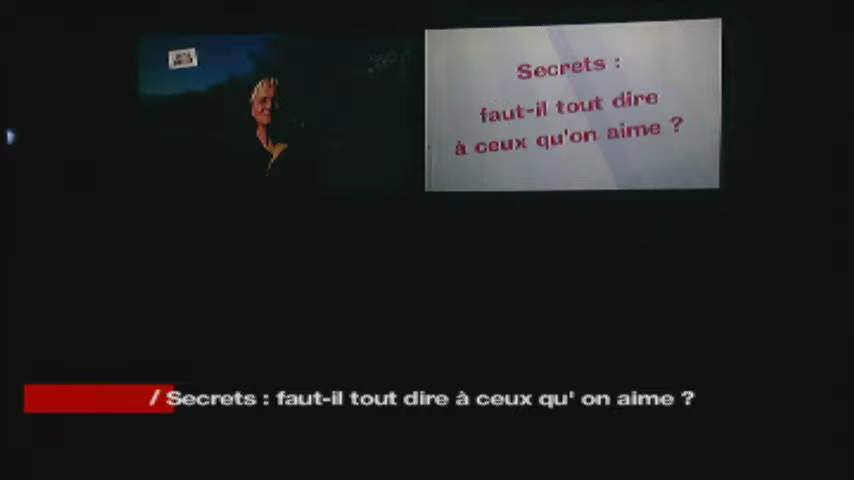 Secrets :
faut-il tout dire
à ceux qu'on aime ?
/ Secrets : faut-il tout dire à ceux qu' on aime ?